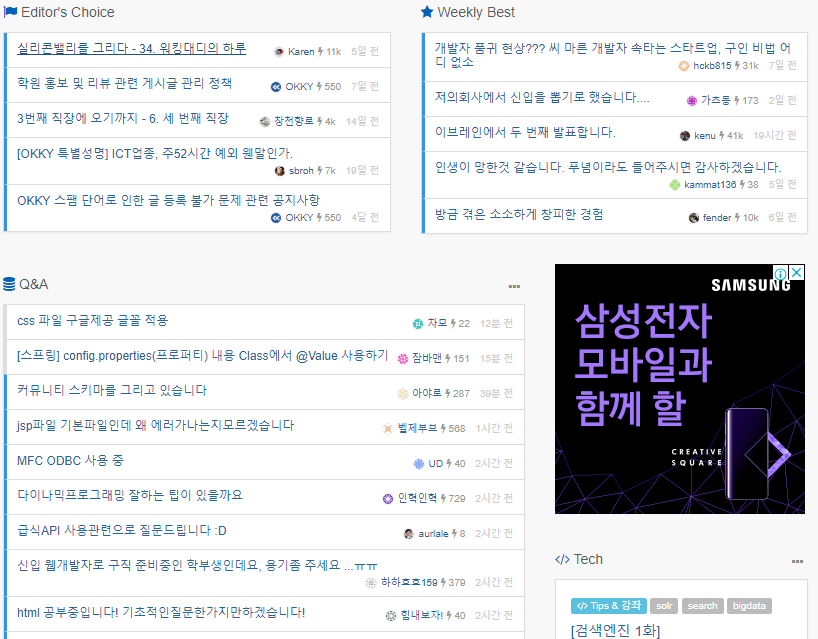 Editor's Choice
실리콘밸리를 그리다 - 34. 워킹대디의 하루 Karen 11k 5일 전
학원 홍보 및 리뷰 관련 게시글 관리 정책 OKKY 550 7일 전
3번째 직장에 오기까지 - 6. 세 번째 직장 창천향로 4k 14일 전
[OKKY 특별성명] ICT업종, 주52시간 예외 웬말인가.
sbroh 7k 19일 전
OKKY 스팸 단어로 인한 글 등록 불가 문제 관련 공지사항
OKKY 550 4달 전
Weekly Best
개발자 품귀 현상??? 씨 마른 개발자 속타는 스타트업, 구인 비법 어
디 없소 hckb815 31k 7일 전
저의회사에서 신입을 뽑기로 했습니다.... 가츠동 173 2일 전
이브레인에서 두 번째 발표합니다. kenu 41k 19시간 전
인생이 망한것 같습니다. 푸념이라도 들어주시면 감사하겠습니다.
kammat136 38 5일 전
방금 겪은 소소하게 창피한 경험 fender 10k 6일 전
Q&A
css 파일 구글제공 글꼴 적용 자모 22 12분 전
[스프링] config.properties(프로퍼티) 내용 Class에서 @Value 사용하기 잠바맨 151 15분 전
커뮤니티 스키마를 그리고 있습니다 아야로 287 39분 전
jsp파일 기본파일인데 왜 에러가나는지모르겠습니다 벨제부브 568 1시간 전
MFC ODBC 사용 중 UD 40 2시간 전
다이나믹프로그래밍 잘하는 팁이 있을까요 인혁인혁 729 2시간 전
급식API 사용관련으로 질문드립니다 :D aurlale 8 2시간 전
신입 웹개발자로 구직 준비중인 학부생인데요, 용기좀 주세요 ...ㅠㅠ
하하호호159 379 2시간 전
html 공부중입니다! 기초적인질문한가지만하겠습니다! 힘내보자! 40 2시간 전
SAMSUNG
삼성전자
모바일과
함께 할
CREATIVE
SQUARE
</> Tech
</> Tips & 강좌 solr search bigdata
[검색엔진 1화]